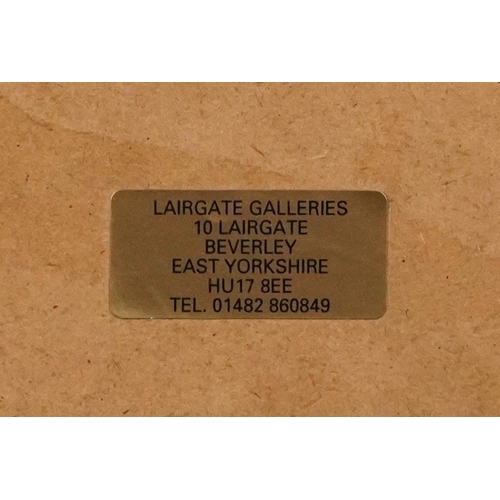 LAIRGATE GALLERIES
10 LAIRGATE
BEVERLEY
EAST YORKSHIRE
HU17 8EE
TEL. 01482 860849